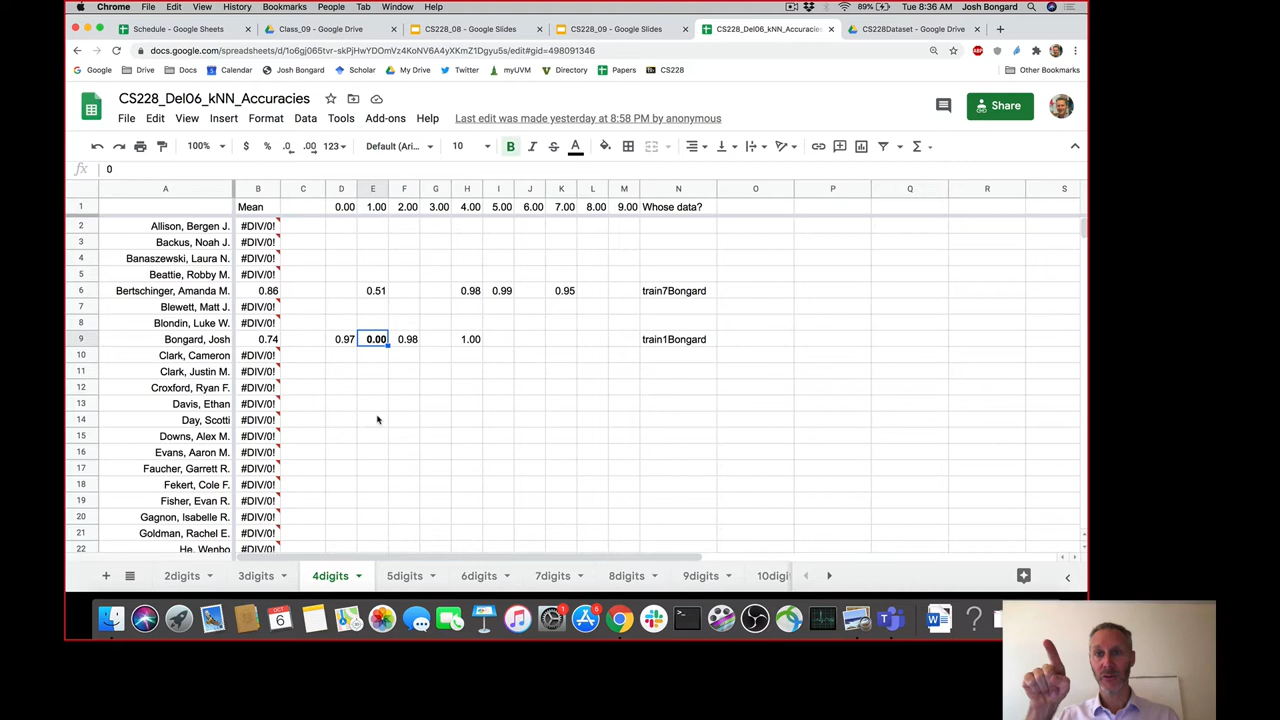 Chrome File Edit View History Bookmarks People Tab Window Help 89% Tue 8:36 AM Josh Bongard
Schedule - Google Sheets Class_09 - Google Drive CS228_08 - Google Slides CS228_09 - Google Slides CS228_Del06_kNN_Accuracies CS228Dataset - Google Drive
docs.google.com/spreadsheets/d/1o6gj065tvr-skPjHwYDOmVz4KoNV6A4yXKmZ1Dgyu5s/edit#gid=498091346
Google Drive Docs Calendar Josh Bongard Scholar My Drive Twitter myUVM Directory Papers CS228 Other Bookmarks
CS228_Del06_kNN_Accuracies
Share
File Edit View Insert Format Data Tools Add-ons Help Last edit was made yesterday at 8:58 PM by anonymous
100% $ % .0 .00 123 Default (Ari... 10 B I S A
fx 0
A B C D E F G H I J K L M N O P Q R S
1 Mean 0.00 1.00 2.00 3.00 4.00 5.00 6.00 7.00 8.00 9.00 Whose data?
2 Allison, Bergen J. #DIV/0!
3 Backus, Noah J. #DIV/0!
4 Banaszewski, Laura N. #DIV/0!
5 Beattie, Robby M. #DIV/0!
6 Bertschinger, Amanda M. 0.86 0.51 0.98 0.99 0.95 train7Bongard
7 Blewett, Matt J. #DIV/0!
8 Blondin, Luke W. #DIV/0!
9 Bongard, Josh 0.74 0.97 0.00 0.98 1.00 train1Bongard
10 Clark, Cameron #DIV/0!
11 Clark, Justin M. #DIV/0!
12 Croxford, Ryan F. #DIV/0!
13 Davis, Ethan #DIV/0!
14 Day, Scotti #DIV/0!
15 Downs, Alex M. #DIV/0!
16 Evans, Aaron M. #DIV/0!
17 Faucher, Garrett R. #DIV/0!
18 Fekert, Cole F. #DIV/0!
19 Fisher, Evan R. #DIV/0!
20 Gagnon, Isabelle R. #DIV/0!
21 Goldman, Rachel E. #DIV/0!
22 He, Wenbo #DIV/0!
2digits 3digits 4digits 5digits 6digits 7digits 8digits 9digits 10digi